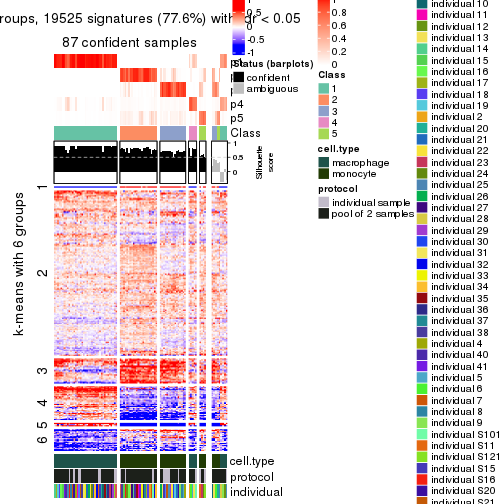 roups, 19525 signatures (77.6%) with
r < 0.05
87 confident samples
p4
p5
Class
1
0.5
0
Silhouette
score
k-means with 6 groups
1
2
3
4
5
6
cell.type
protocol
individual
0.5
0
-0.5
-1
Status (barplots)
confident
ambiguous
0.8
0.6
0.4
0.2
0
Class
1
2
3
4
5
cell.type
macrophage
monocyte
protocol
individual sample
pool of 2 samples
individual 10
individual 11
individual 12
individual 13
individual 14
individual 15
individual 16
individual 17
individual 18
individual 19
individual 2
individual 20
individual 21
individual 22
individual 23
individual 24
individual 25
individual 26
individual 27
individual 28
individual 29
individual 30
individual 31
individual 32
individual 33
individual 34
individual 35
individual 36
individual 37
individual 38
individual 4
individual 40
individual 41
individual 5
individual 6
individual 7
individual 8
individual 9
individual S101
individual S11
individual S121
individual S15
individual S16
individual S20
individual S21